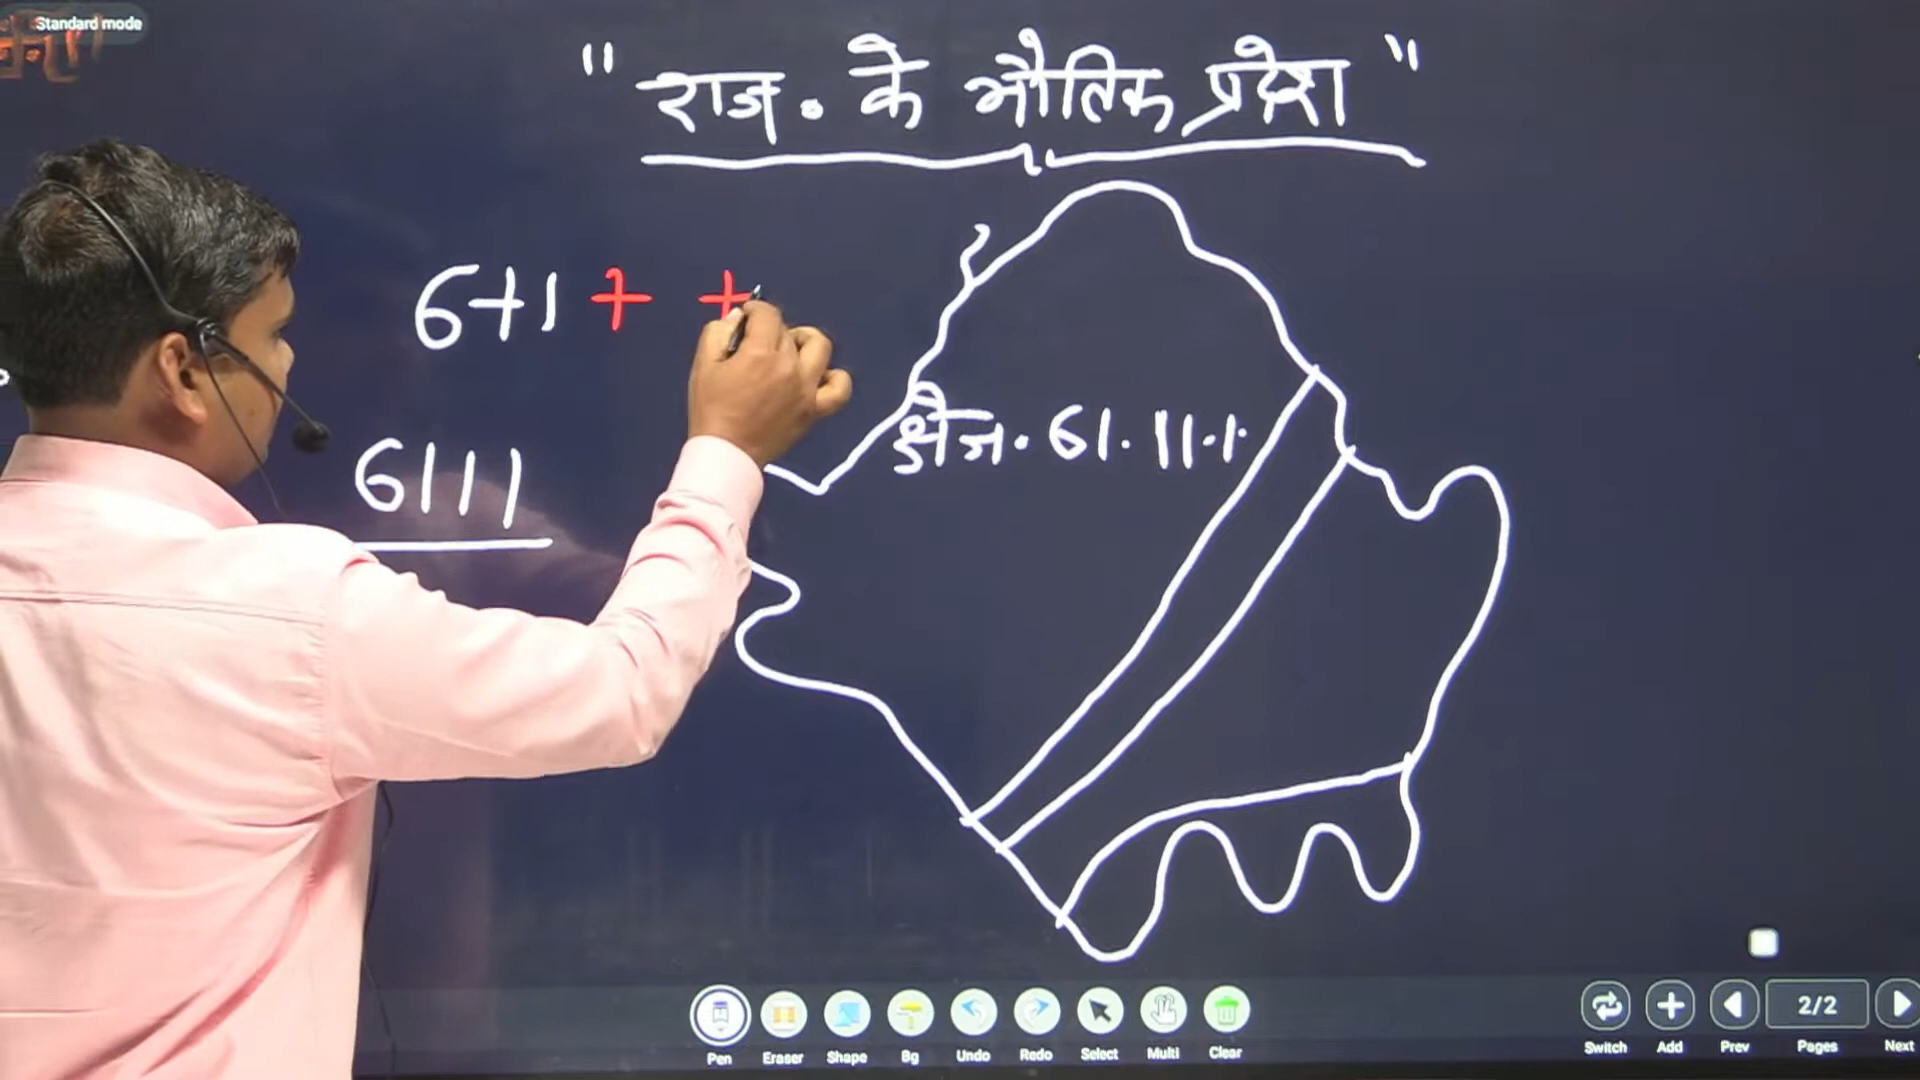 Standard mode
" राज. के भौतिक प्रदेश "
6+1 + +
क्षेत्र. 61.11.1.
6111
Pen Eraser Shape Bg Undo Redo Select Multi Clear
Switch Add Prev 2/2 Pages Next